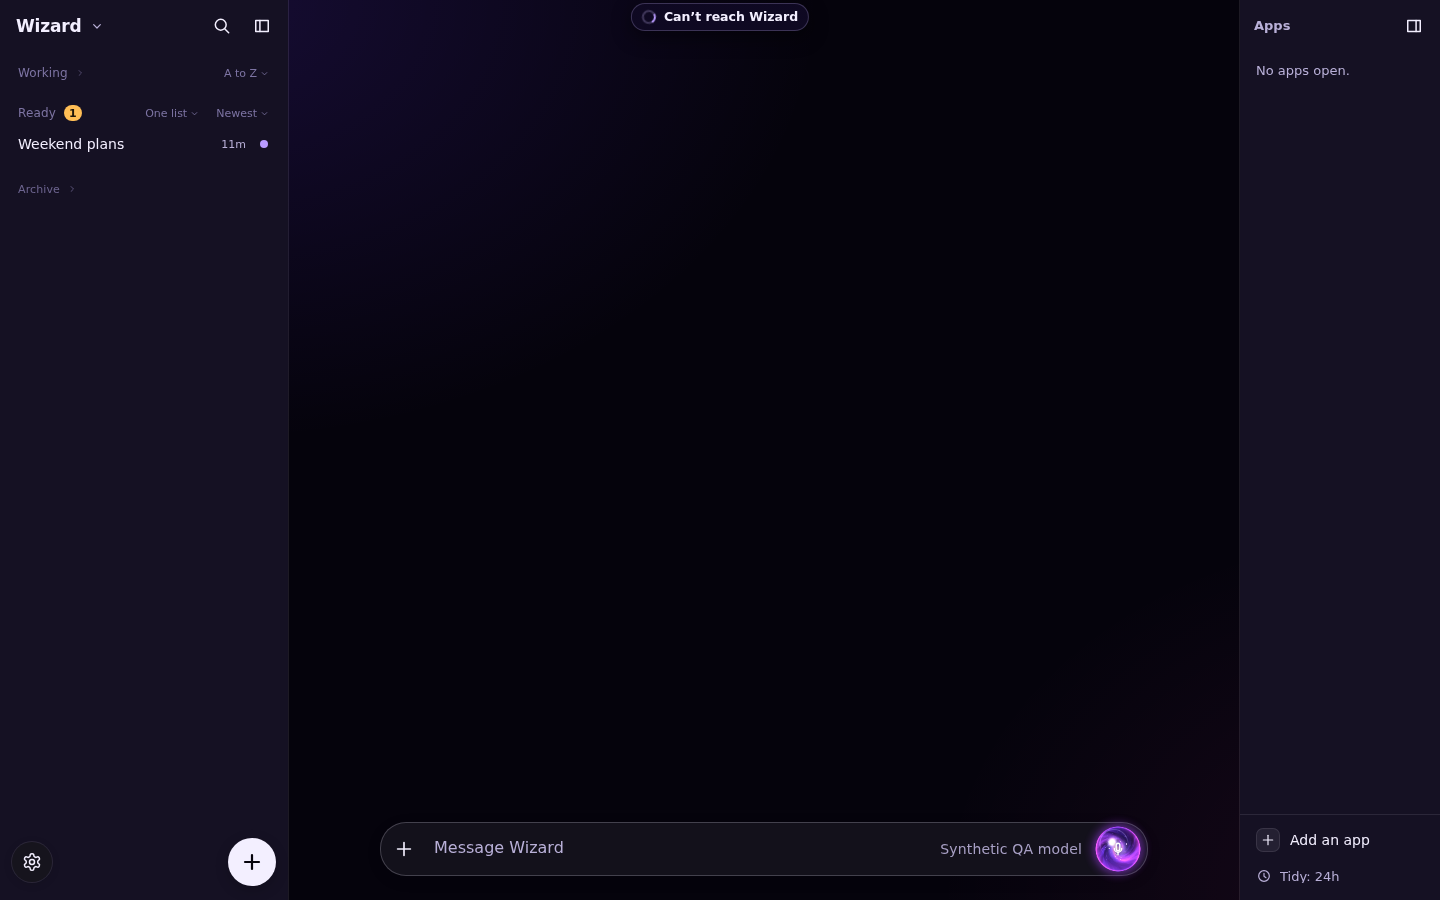 Wizard
Working
A to Z
Ready 1
One list
Newest
Weekend plans
11m
Archive
Can’t reach Wizard
Message Wizard
Synthetic QA model
Apps
No apps open.
Add an app
Tidy: 24h